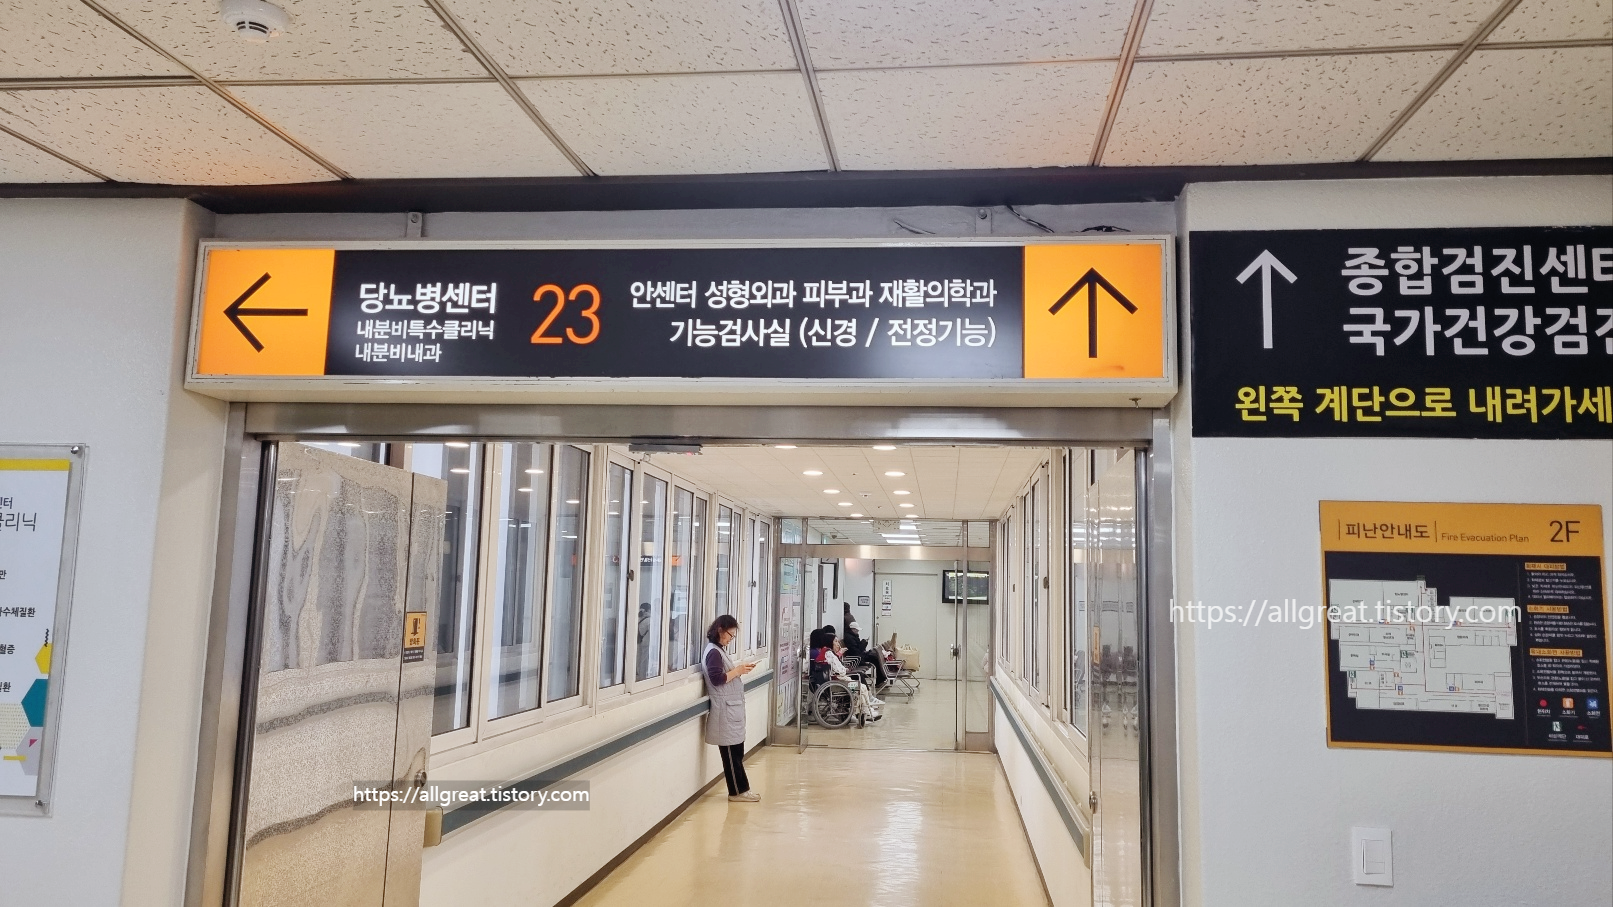 당뇨병센터
내분비특수클리닉
내분비내과
23
안센터 성형외과 피부과 재활의학과
기능검사실 (신경 / 전정기능)
종합검진센터
국가건강검진
왼쪽 계단으로 내려가세
피난안내도
Fire Evacuation Plan
2F
https://allgreat.tistory.com
https://allgreat.tistory.com